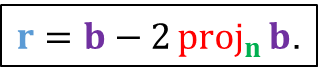 r = b − 2 projₙ b.